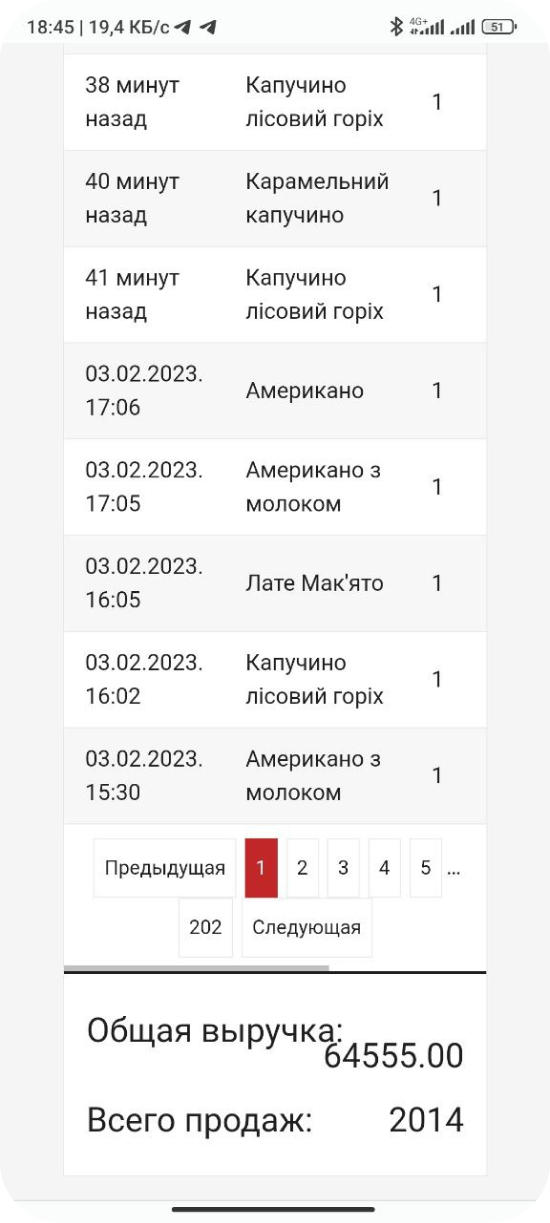 18:45 | 19,4 КБ/с 4G+ 51
38 минут Капучино
назад лісовий горіх 1
40 минут Карамельний
назад капучино 1
41 минут Капучино
назад лісовий горіх 1
03.02.2023.
17:06 Американо 1
03.02.2023. Американо з
17:05 молоком 1
03.02.2023.
16:05 Лате Мак'ято 1
03.02.2023. Капучино
16:02 лісовий горіх 1
03.02.2023. Американо з
15:30 молоком 1
Предыдущая 1 2 3 4 5 ...
202 Следующая
Общая выручка:
64555.00
Всего продаж: 2014